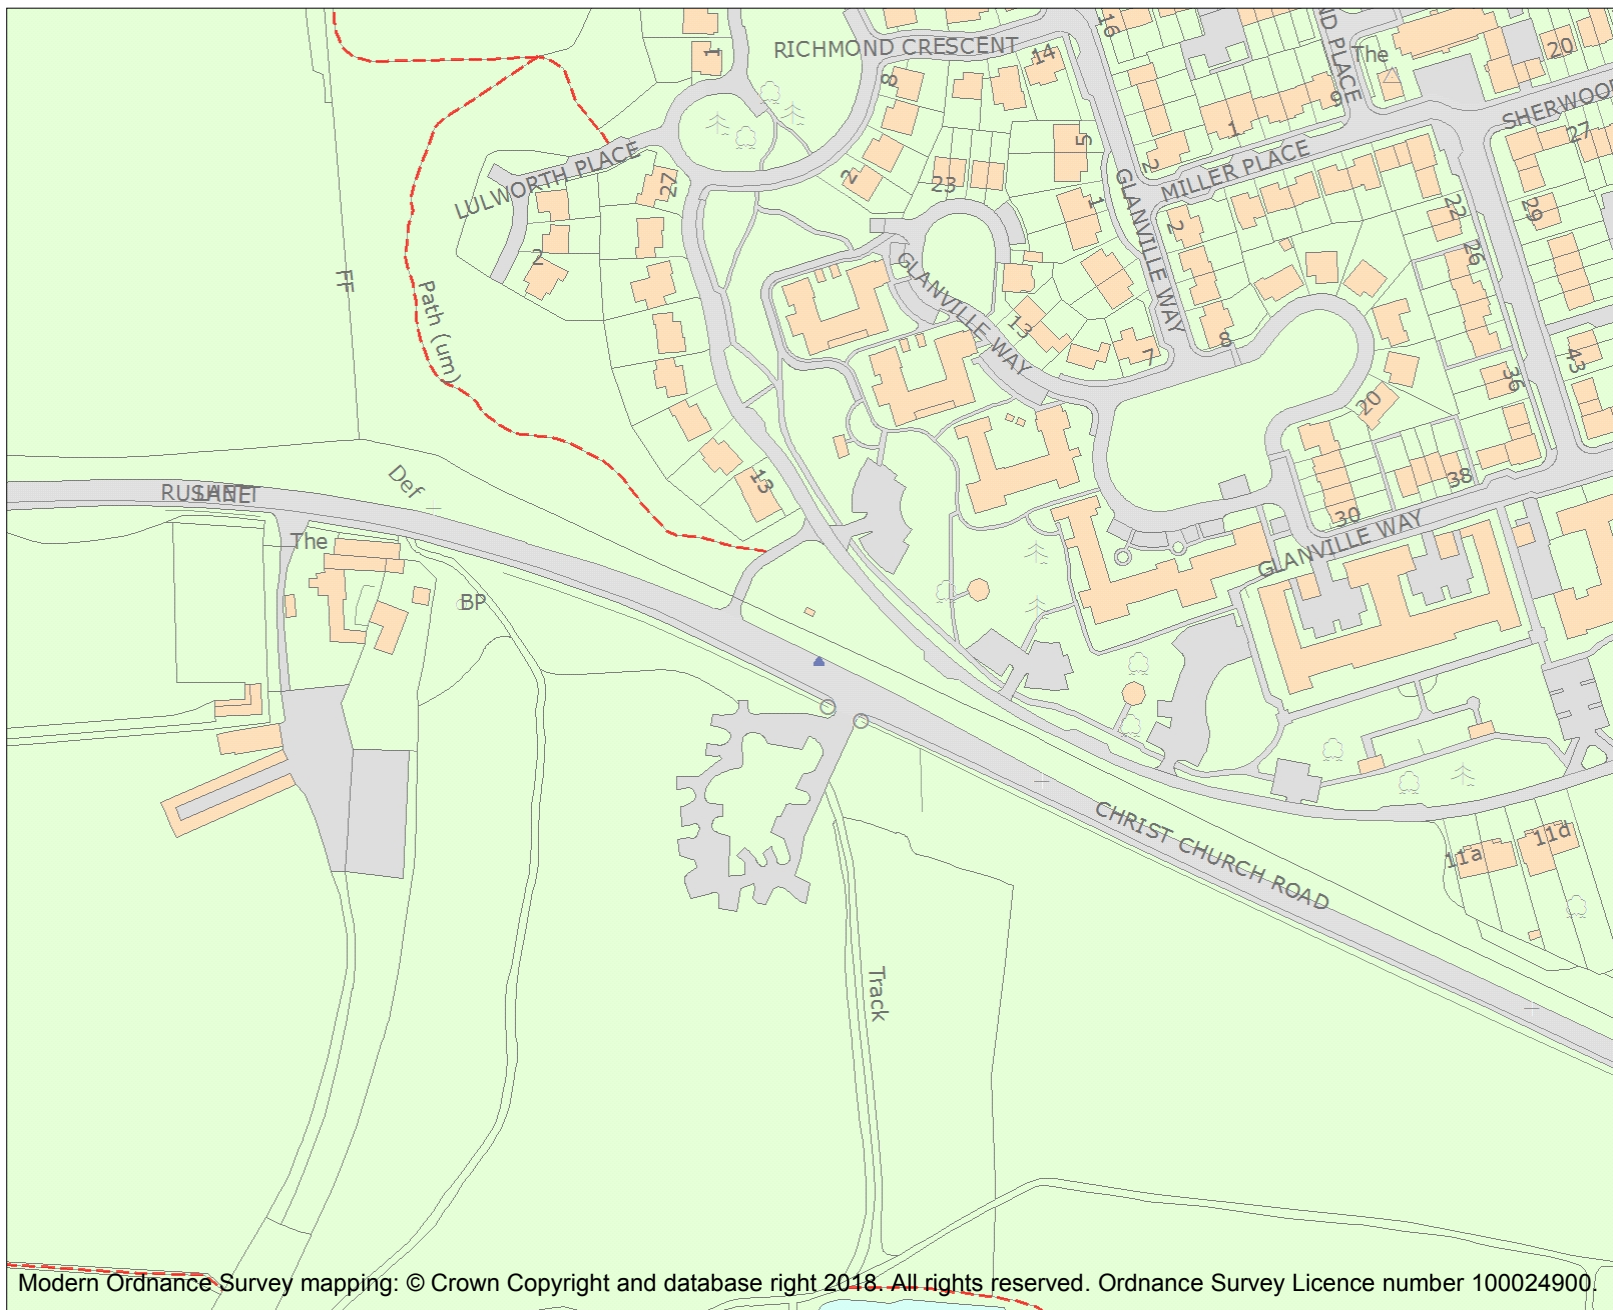 RICHMOND CRESCENT
1
8
14
16
The
20
ND PLACE
9
1
SHERWOO
27
5
2
MILLER PLACE
LULWORTH PLACE
27
2
23
1
GLANVILLE WAY
2
22
29
26
2
FF
Path (um)
GLANVILLE WAY
13
7
8
43
36
20
38
30
GLANVILLE WAY
13
Def
The
BP
CHRIST CHURCH ROAD
11a
11d
Track
Modern Ordnance Survey mapping: © Crown Copyright and database right 2018. All rights reserved. Ordnance Survey Licence number 100024900.